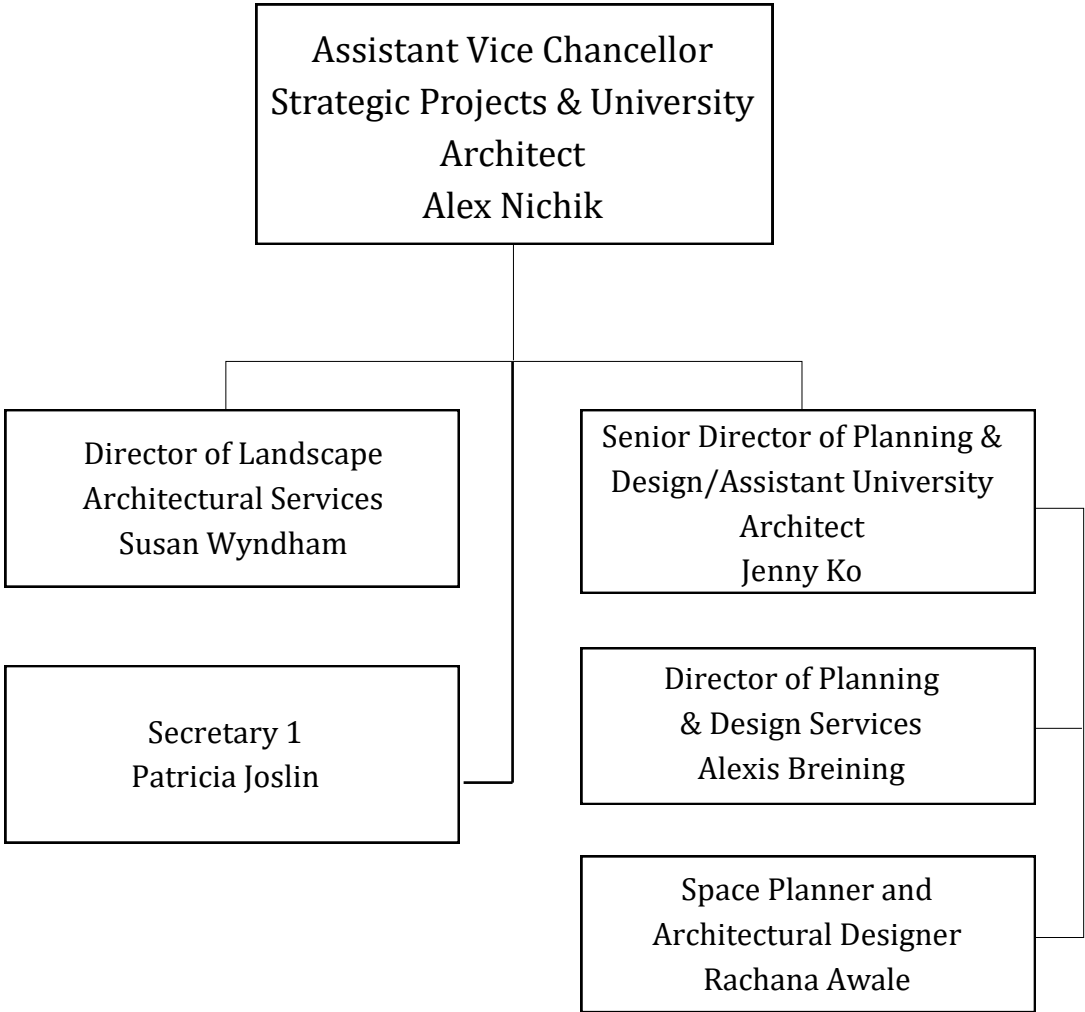 Assistant Vice Chancellor
Strategic Projects & University
Architect
Alex Nichik
Director of Landscape
Architectural Services
Susan Wyndham
Senior Director of Planning &
Design/Assistant University
Architect
Jenny Ko
Secretary 1
Patricia Joslin
Director of Planning
& Design Services
Alexis Breining
Space Planner and
Architectural Designer
Rachana Awale